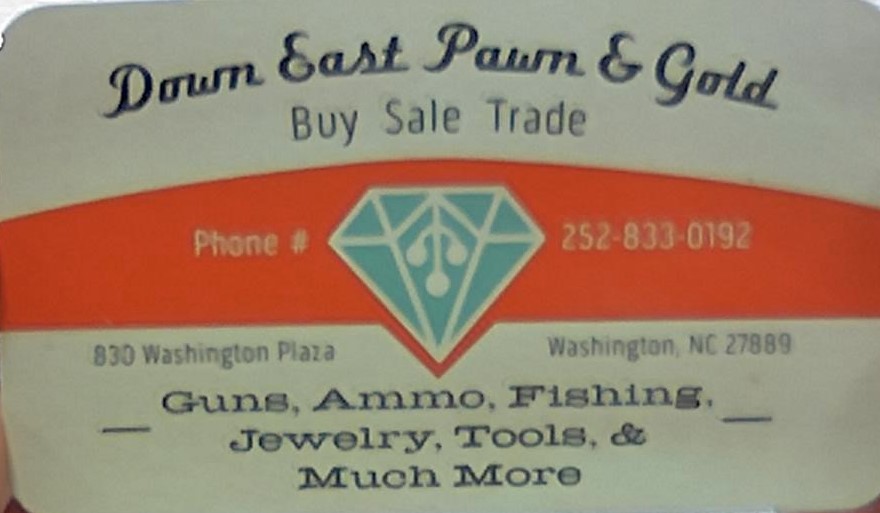 Down East Pawn & Gold
Buy Sale Trade
Phone # 252-833-0192
830 Washington Plaza Washington, NC 27889
Guns, Ammo, Fishing,
Jewelry, Tools, &
Much More